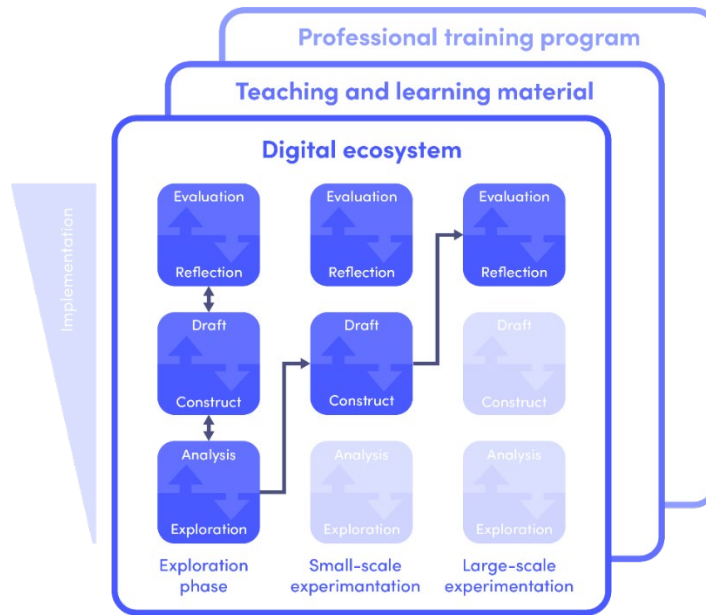 Professional training program
Teaching and learning material
Digital ecosystem
Implementation
Evaluation
Reflection
Draft
Construct
Analysis
Exploration
Exploration
phase
Evaluation
Reflection
Draft
Construct
Analysis
Exploration
Small-scale
experimantation
Evaluation
Reflection
Draft
Construct
Analysis
Exploration
Large-scale
experimentation